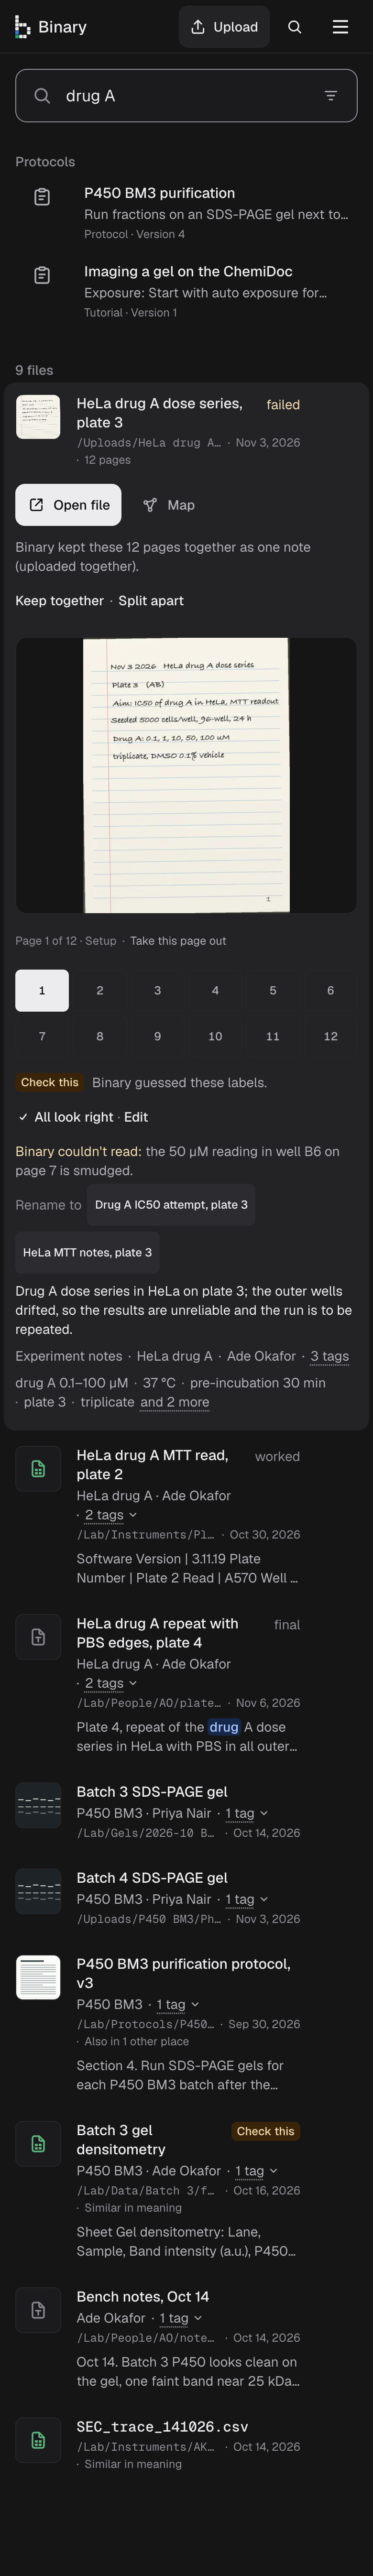 Binary
Upload
drug A
Protocols
P450 BM3 purification
Run fractions on an SDS-PAGE gel next to...
Protocol · Version 4
Imaging a gel on the ChemiDoc
Exposure: Start with auto exposure for...
Tutorial · Version 1
9 files
HeLa drug A dose series,
failed
plate 3
/Uploads/HeLa drug A… · Nov 3, 2026
· 12 pages
Open file
Map
Binary kept these 12 pages together as one note
(uploaded together).
Keep together · Split apart
Nov 3 2026 HeLa drug A dose series
Plate 3 (AB)
Aim: IC50 of drug A in HeLa, MTT readout
Seeded 5000 cells/well, 96-well, 24 h
Drug A: 0.1, 1, 10, 50, 100 uM
triplicate, DMSO 0.1% vehicle
1
Page 1 of 12 · Setup · Take this page out
1 2 3 4 5 6
7 8 9 10 11 12
Check this Binary guessed these labels.
All look right · Edit
Binary couldn't read: the 50 µM reading in well B6 on
page 7 is smudged.
Rename to Drug A IC50 attempt, plate 3
HeLa MTT notes, plate 3
Drug A dose series in HeLa on plate 3; the outer wells
drifted, so the results are unreliable and the run is to be
repeated.
Experiment notes · HeLa drug A · Ade Okafor · 3 tags
drug A 0.1–100 µM · 37 °C · pre-incubation 30 min
· plate 3 · triplicate and 2 more
HeLa drug A MTT read,
worked
plate 2
HeLa drug A · Ade Okafor
· 2 tags
/Lab/Instruments/Pl… · Oct 30, 2026
Software Version | 3.11.19 Plate
Number | Plate 2 Read | A570 Well ...
HeLa drug A repeat with
final
PBS edges, plate 4
HeLa drug A · Ade Okafor
· 2 tags
/Lab/People/AO/plate… · Nov 6, 2026
Plate 4, repeat of the drug A dose
series in HeLa with PBS in all outer...
Batch 3 SDS-PAGE gel
P450 BM3 · Priya Nair · 1 tag
/Lab/Gels/2026-10 B… · Oct 14, 2026
Batch 4 SDS-PAGE gel
P450 BM3 · Priya Nair · 1 tag
/Uploads/P450 BM3/Ph… · Nov 3, 2026
P450 BM3 purification protocol,
v3
P450 BM3 · 1 tag
/Lab/Protocols/P450… · Sep 30, 2026
· Also in 1 other place
Section 4. Run SDS-PAGE gels for
each P450 BM3 batch after the...
Batch 3 gel
Check this
densitometry
P450 BM3 · Ade Okafor · 1 tag
/Lab/Data/Batch 3/f… · Oct 16, 2026
· Similar in meaning
Sheet Gel densitometry: Lane,
Sample, Band intensity (a.u.), P450...
Bench notes, Oct 14
Ade Okafor · 1 tag
/Lab/People/AO/note… · Oct 14, 2026
Oct 14. Batch 3 P450 looks clean on
the gel, one faint band near 25 kDa...
SEC_trace_141026.csv
/Lab/Instruments/AK… · Oct 14, 2026
· Similar in meaning